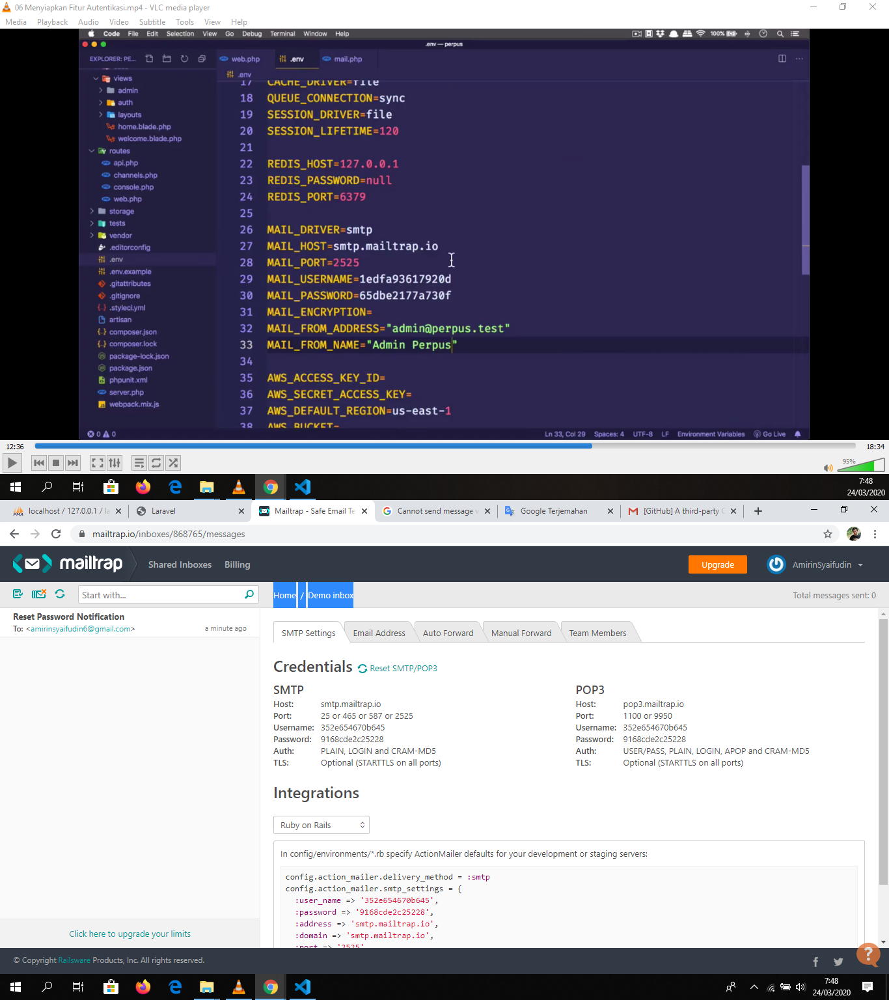 06 Menyiapkan Fitur Autentikasi.mp4 - VLC media player
Media Playback Audio Video Subtitle Tools View Help
Code File Edit Selection View Go Debug Terminal Window Help 100%
.env — perpus
EXPLORER: PE... web.php .env mail.php
.env
views
admin
auth
layouts
home.blade.php
welcome.blade.php
routes
api.php
channels.php
console.php
web.php
storage
tests
vendor
.editorconfig
.env
.env.example
.gitattributes
.gitignore
.styleci.yml
artisan
composer.json
composer.lock
package-lock.json
package.json
phpunit.xml
server.php
webpack.mix.js
17 CACHE_DRIVER=file
18 QUEUE_CONNECTION=sync
19 SESSION_DRIVER=file
20 SESSION_LIFETIME=120
21
22 REDIS_HOST=127.0.0.1
23 REDIS_PASSWORD=null
24 REDIS_PORT=6379
25
26 MAIL_DRIVER=smtp
27 MAIL_HOST=smtp.mailtrap.io
28 MAIL_PORT=2525
29 MAIL_USERNAME=1edfa93617920d
30 MAIL_PASSWORD=65dbe2177a730f
31 MAIL_ENCRYPTION=
32 MAIL_FROM_ADDRESS="admin@perpus.test"
33 MAIL_FROM_NAME="Admin Perpus"
34
35 AWS_ACCESS_KEY_ID=
36 AWS_SECRET_ACCESS_KEY=
37 AWS_DEFAULT_REGION=us-east-1
38 AWS_BUCKET=
0 0 Ln 33, Col 29 Spaces: 4 UTF-8 LF Environment Variables Go Live
12:36 18:34
95%
7:48
24/03/2020
localhost / 127.0.0.1 / la Laravel Mailtrap - Safe Email Te Cannot send message w Google Terjemahan [GitHub] A third-party
mailtrap.io/inboxes/868765/messages
mailtrap Shared Inboxes Billing Upgrade AmirinSyaifudin
Start with... Home / Demo inbox Total messages sent: 0
Reset Password Notification
To: <amirinsyaifudin6@gmail.com> a minute ago
SMTP Settings Email Address Auto Forward Manual Forward Team Members
Credentials Reset SMTP/POP3
SMTP
Host: smtp.mailtrap.io
Port: 25 or 465 or 587 or 2525
Username: 352e654670b645
Password: 9168cde2c25228
Auth: PLAIN, LOGIN and CRAM-MD5
TLS: Optional (STARTTLS on all ports)
POP3
Host: pop3.mailtrap.io
Port: 1100 or 9950
Username: 352e654670b645
Password: 9168cde2c25228
Auth: USER/PASS, PLAIN, LOGIN, APOP and CRAM-MD5
TLS: Optional (STARTTLS on all ports)
Integrations
Ruby on Rails
In config/environments/*.rb specify ActionMailer defaults for your development or staging servers:
config.action_mailer.delivery_method = :smtp
config.action_mailer.smtp_settings = {
:user_name => '352e654670b645',
:password => '9168cde2c25228',
:address => 'smtp.mailtrap.io',
:domain => 'smtp.mailtrap.io',
:port => '2525'
Click here to upgrade your limits
© Copyright Railsware Products, Inc. All rights reserved.
7:48
24/03/2020